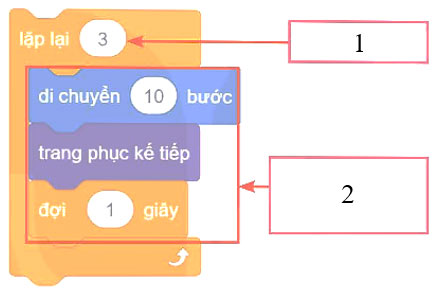 lặp lại 3
1
di chuyển 10 bước
trang phục kế tiếp
2
đợi 1 giây